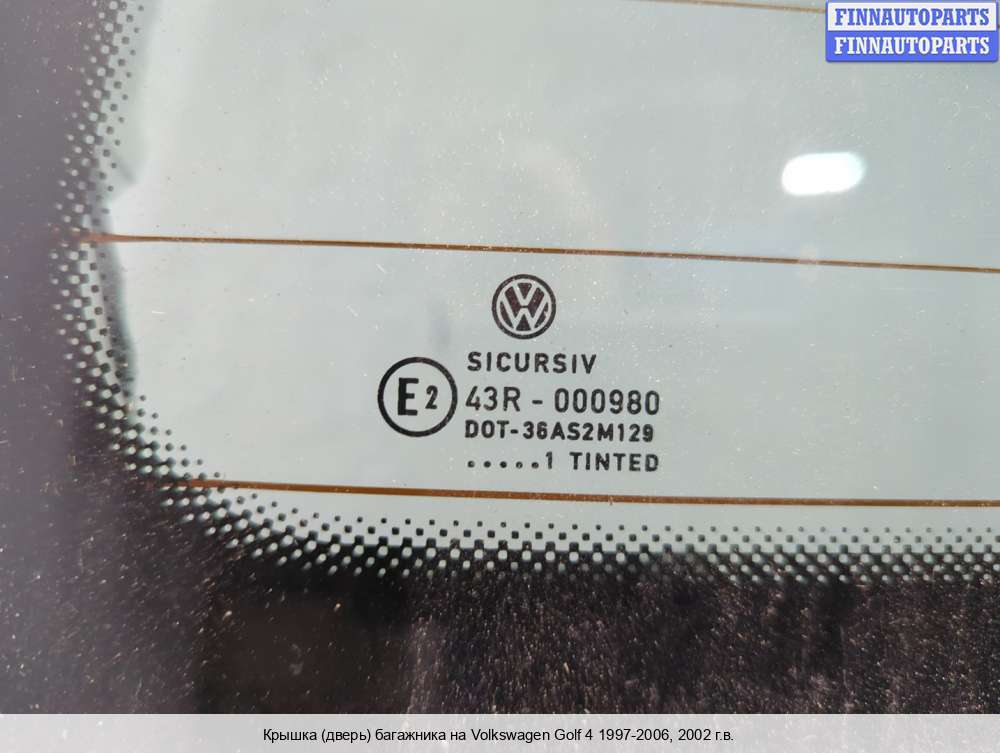 FINNAUTOPARTS
FINNAUTOPARTS
SICURSIV
E2 43R - 000980
DOT-36AS2M129
.....1 TINTED
Крышка (дверь) багажника на Volkswagen Golf 4 1997-2006, 2002 г.в.